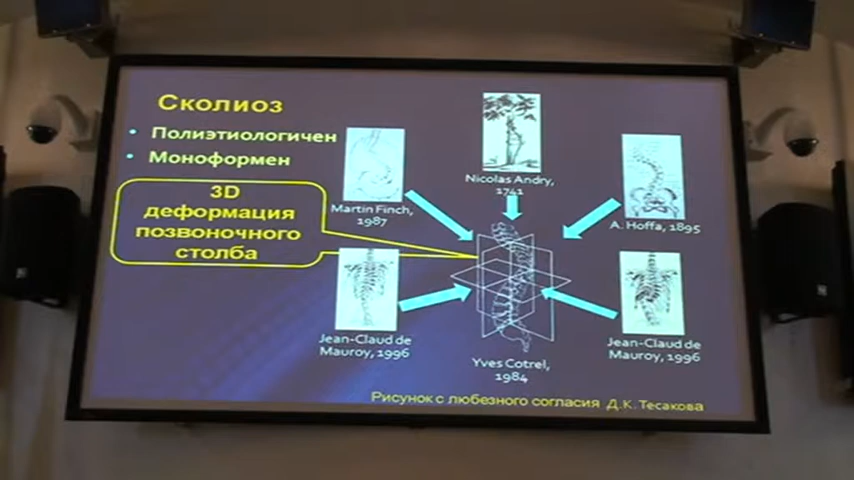 Сколиоз
• Полиэтиологичен
• Моноформен
3D
деформация
позвоночного
столба
Nicolas Andry,
1741
Martin Finch,
1987
A. Hoffa, 1895
Jean-Claud de
Mauroy, 1996
Jean-Claud de
Mauroy, 1996
Yves Cotrel,
1984
Рисунок с любезного согласия Д.К. Тесакова